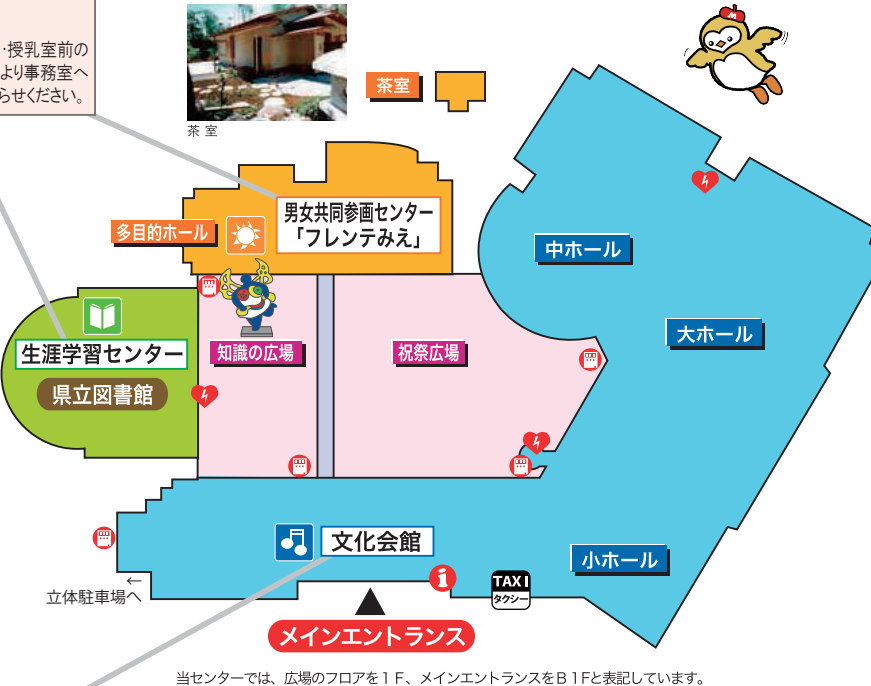 ・授乳室前の
より事務室へ
らせください。
茶 室
茶室
M
男女共同参画センター
「フレンテみえ」
多目的ホール
中ホール
大ホール
生涯学習センター
県立図書館
知識の広場
祝祭広場
文化会館
小ホール
i
TAXI
タクシー
←
立体駐車場へ
メインエントランス
当センターでは、広場のフロアを１Ｆ、メインエントランスをＢ１Ｆと表記しています。